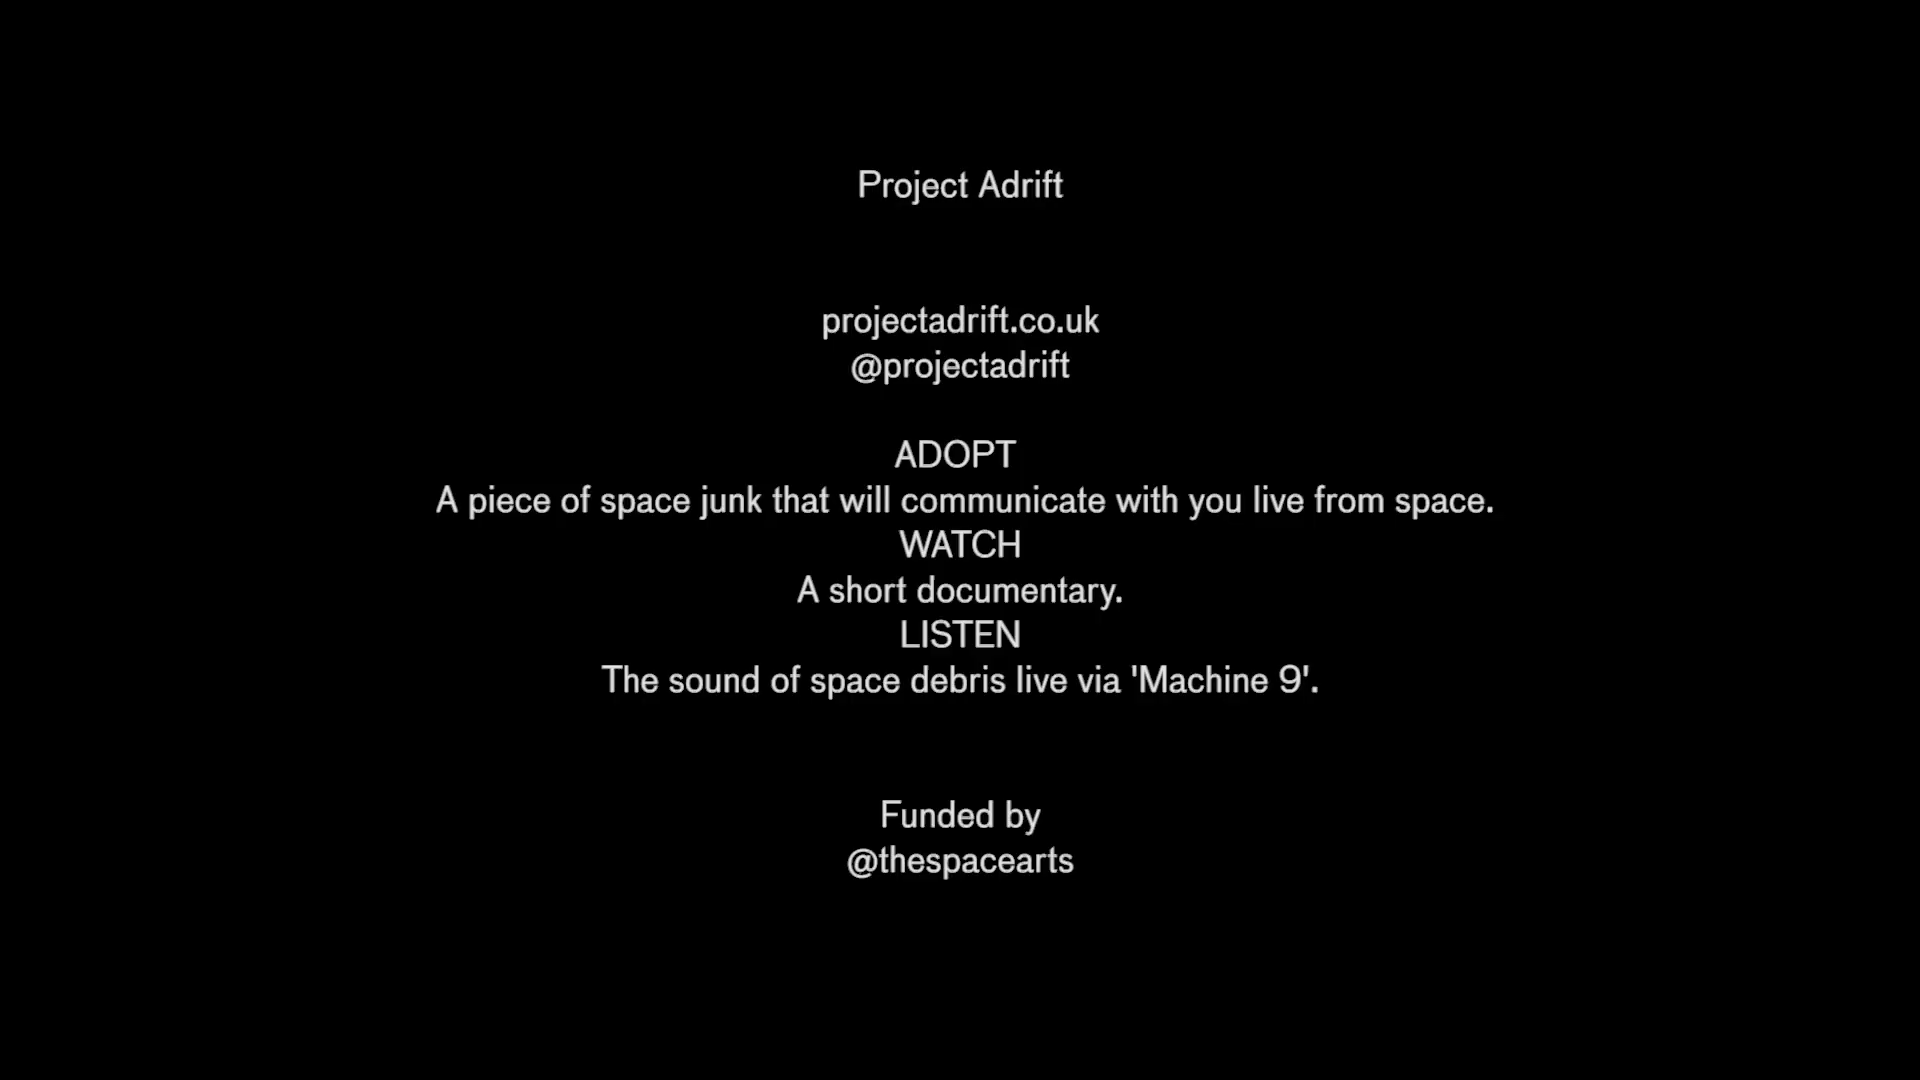 Project Adrift
projectadrift.co.uk
@projectadrift
ADOPT
A piece of space junk that will communicate with you live from space.
WATCH
A short documentary.
LISTEN
The sound of space debris live via 'Machine 9'.
Funded by
@thespacearts